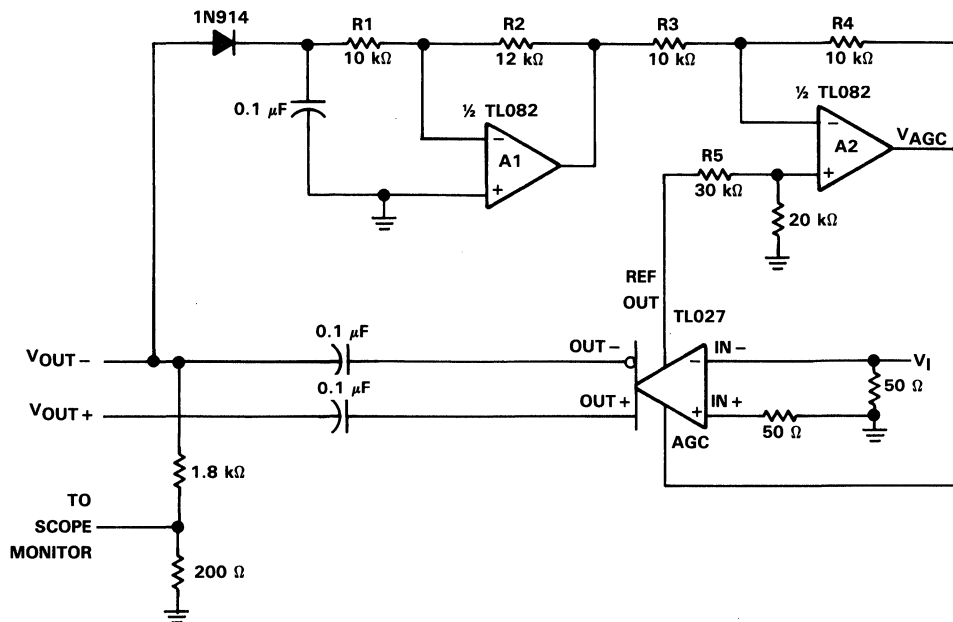 1N914
R1
10 kΩ
R2
12 kΩ
R3
10 kΩ
R4
10 kΩ
0.1 μF
½ TL082
−
A1
+
½ TL082
−
A2
+
VAGC
R5
30 kΩ
20 kΩ
REF
OUT
TL027
VOUT−
0.1 μF
OUT−
−
IN−
VI
50 Ω
VOUT+
0.1 μF
OUT+
+
IN+
50 Ω
AGC
1.8 kΩ
TO
SCOPE
MONITOR
200 Ω